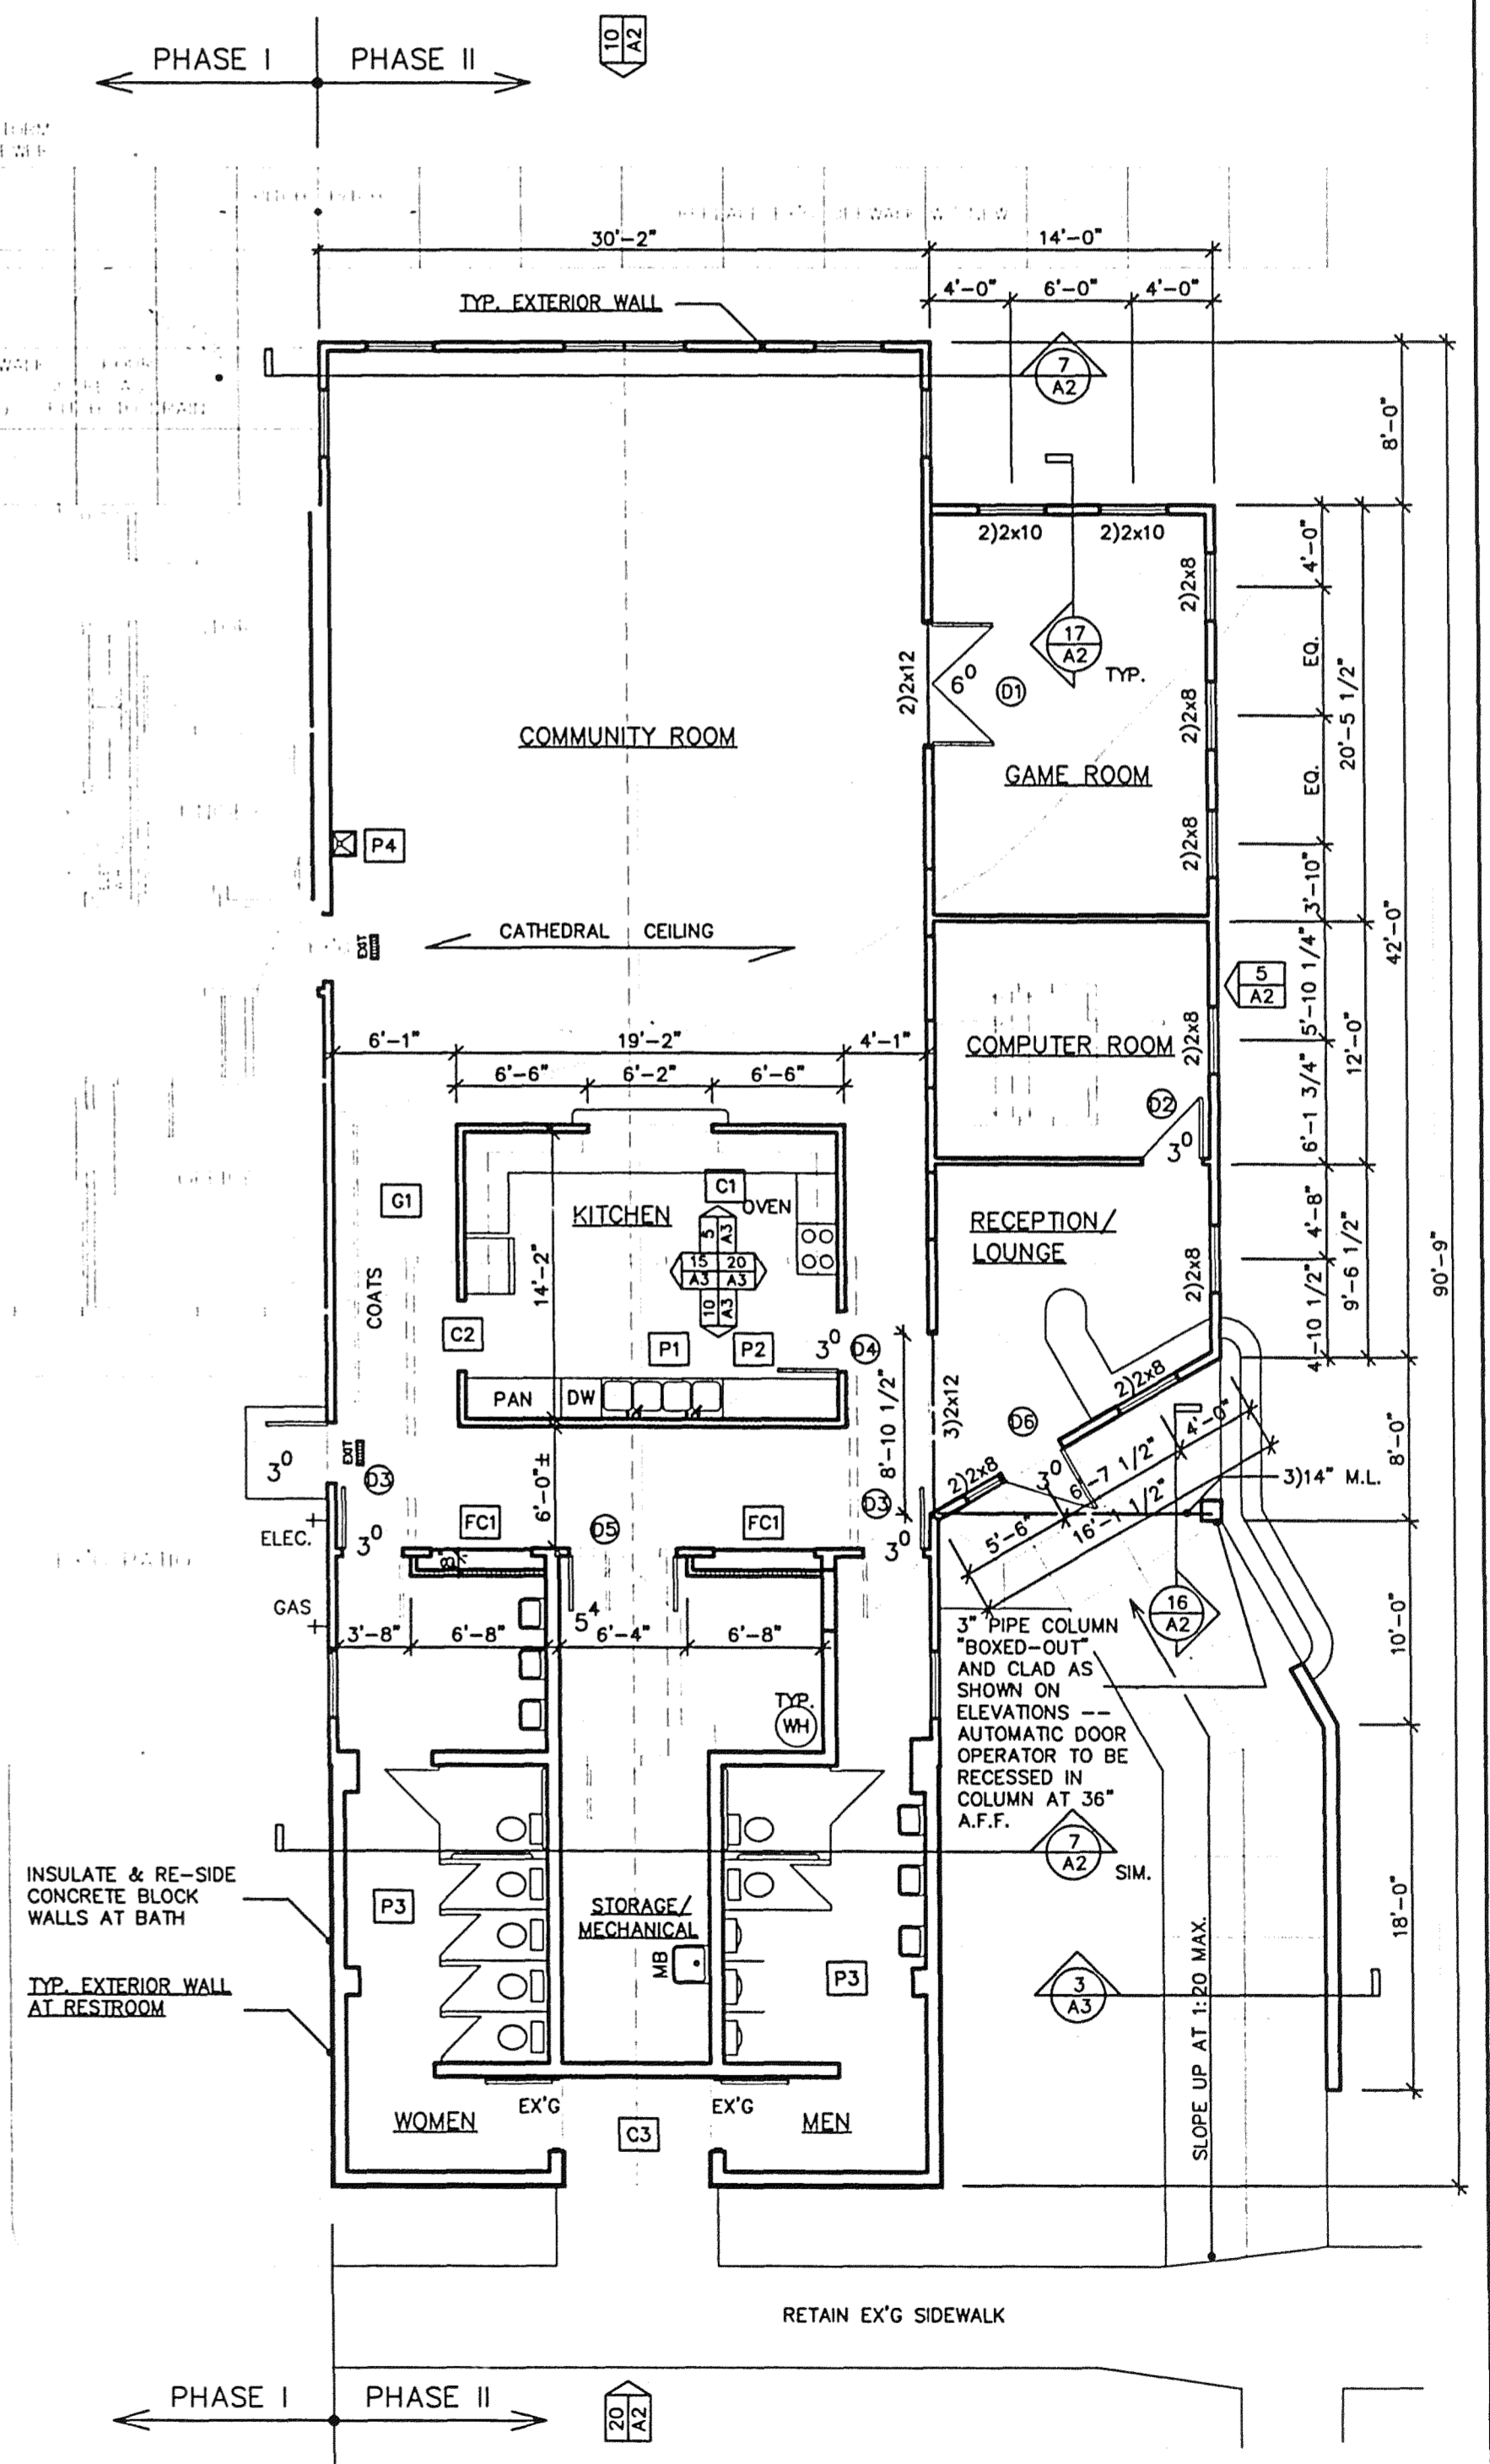 PHASE I
PHASE II
10
A2
30'-2"
14'-0"
4'-0"
6'-0"
4'-0"
TYP. EXTERIOR WALL
7
A2
8'-0"
2)2x10
2)2x10
4'-0"
2)2x8
17
A2
TYP.
2)2x12
6⁰
D1
EQ.
20'-5 1/2"
2)2x8
COMMUNITY ROOM
GAME ROOM
EQ.
2)2x8
P4
3'-10"
42'-0"
CATHEDRAL CEILING
EXIT
5'-10 1/4"
5
A2
6'-1"
19'-2"
4'-1"
COMPUTER ROOM
2)2x8
12'-0"
6'-6"
6'-2"
6'-6"
6'-1 3/4"
D2
3⁰
G1
C1
KITCHEN
OVEN
RECEPTION/
LOUNGE
4'-8"
9'-6 1/2"
90'-9"
5
A3
15
A3
20
A3
10
A3
COATS
14'-2"
2)2x8
4'-10 1/2"
C2
P1
P2
3⁰
D4
2)2x8
PAN
DW
8'-10 1/2"
3)2x12
D6
4'-0"
8'-0"
EXIT
3⁰
D3
6'-0"±
2)2x8
3⁰
6'-7 1/2"
3)14" M.L.
16'-1 1/2"
5'-6"
ELEC.
3⁰
FC1
D5
FC1
D3
3⁰
8"
GAS
5⁴
3'-8"
6'-8"
6'-4"
6'-8"
16
A2
10'-0"
3" PIPE COLUMN
"BOXED-OUT"
AND CLAD AS
SHOWN ON
ELEVATIONS --
AUTOMATIC DOOR
OPERATOR TO BE
RECESSED IN
COLUMN AT 36"
A.F.F.
TYP.
WH
7
A2
SIM.
INSULATE & RE-SIDE
CONCRETE BLOCK
WALLS AT BATH
P3
STORAGE/
MECHANICAL
MB
P3
18'-0"
TYP. EXTERIOR WALL
AT RESTROOM
3
A3
SLOPE UP AT 1:20 MAX.
WOMEN
EX'G
C3
EX'G
MEN
RETAIN EX'G SIDEWALK
PHASE I
PHASE II
20
A2